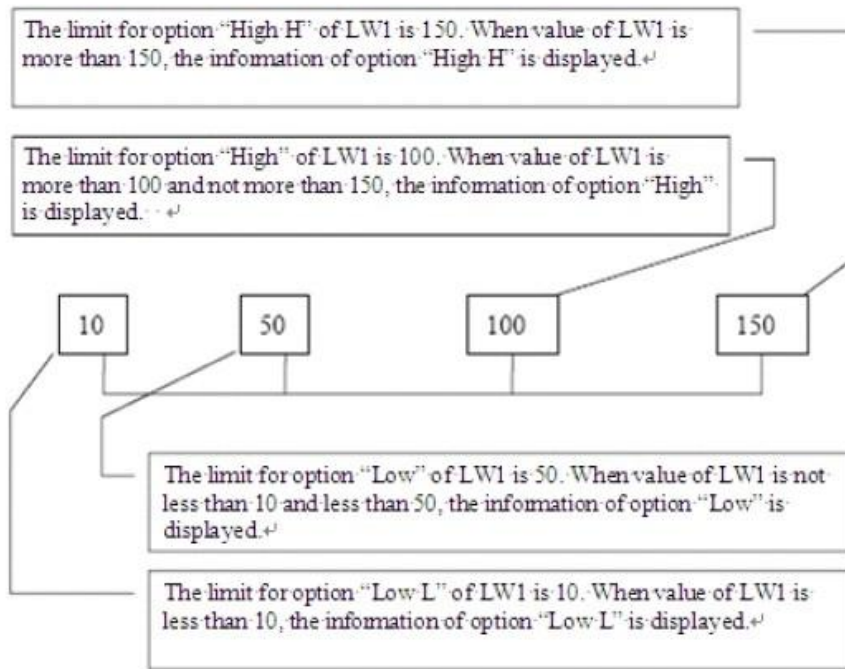 The limit for option “High H” of LW1 is 150. When value of LW1 is
more than 150, the information of option “High H” is displayed.↵
The limit for option “High” of LW1 is 100. When value of LW1 is
more than 100 and not more than 150, the information of option “High”
is displayed. ↵
10 50 100 150
The limit for option “Low” of LW1 is 50. When value of LW1 is not
less than 10 and less than 50, the information of option “Low” is
displayed.↵
The limit for option “Low L” of LW1 is 10. When value of LW1 is
less than 10, the information of option “Low L” is displayed.↵